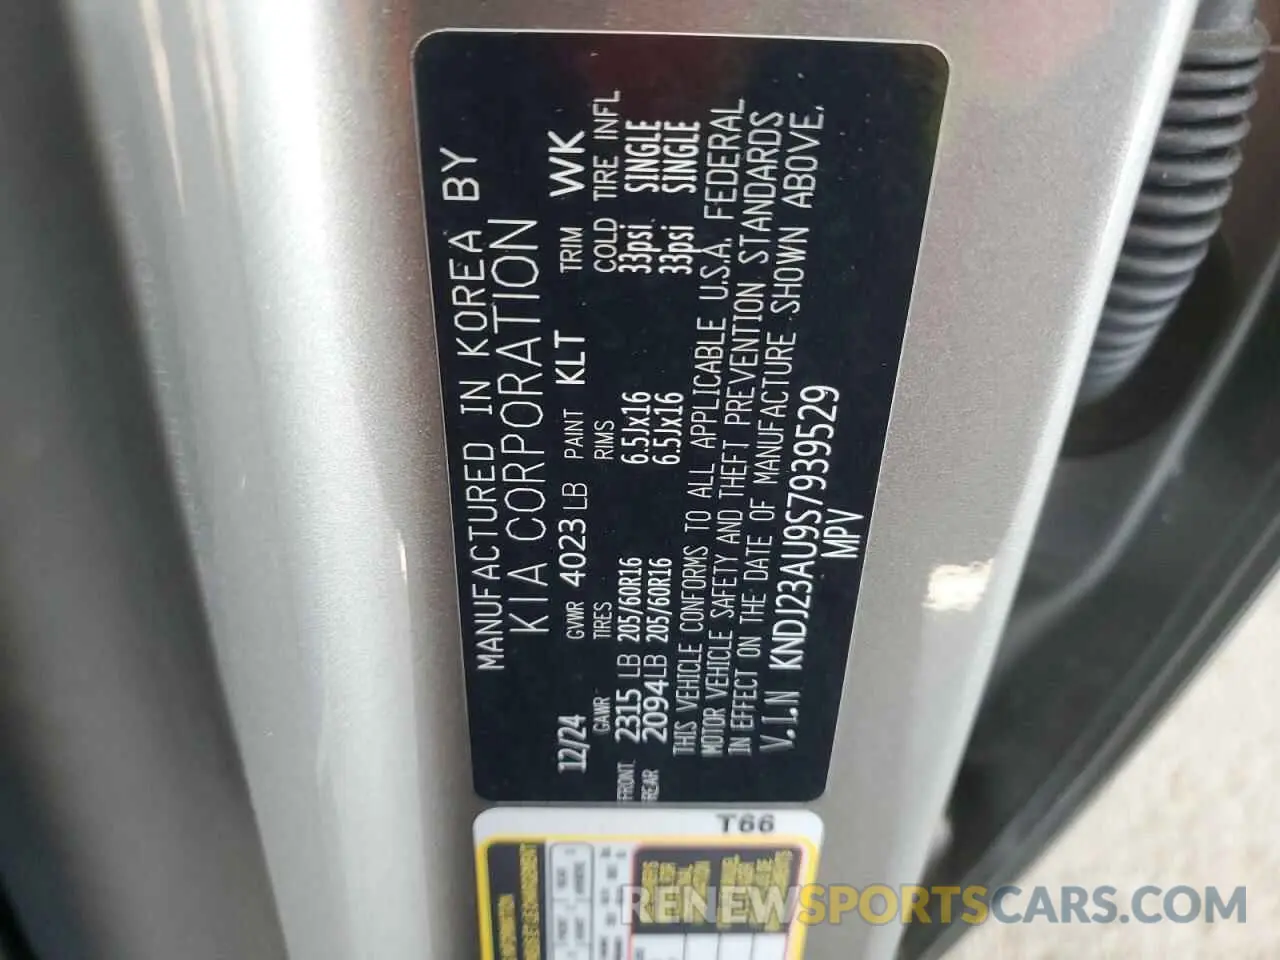 MANUFACTURED IN KOREA BY
KIA CORPORATION
12/24 GVWR 4023 LB PAINT KLT TRIM WK
GAWR TIRES RIMS COLD TIRE INFL
FRONT 2315 LB 205/60R16 6.5Jx16 33psi SINGLE
REAR 2094LB 205/60R16 6.5Jx16 33psi SINGLE
THIS VEHICLE CONFORMS TO ALL APPLICABLE U.S.A. FEDERAL
MOTOR VEHICLE SAFETY AND THEFT PREVENTION STANDARDS
IN EFFECT ON THE DATE OF MANUFACTURE SHOWN ABOVE.
V.I.N KNDJ23AU9S7939529
MPV
T66
RENEWSPORTSCARS.COM